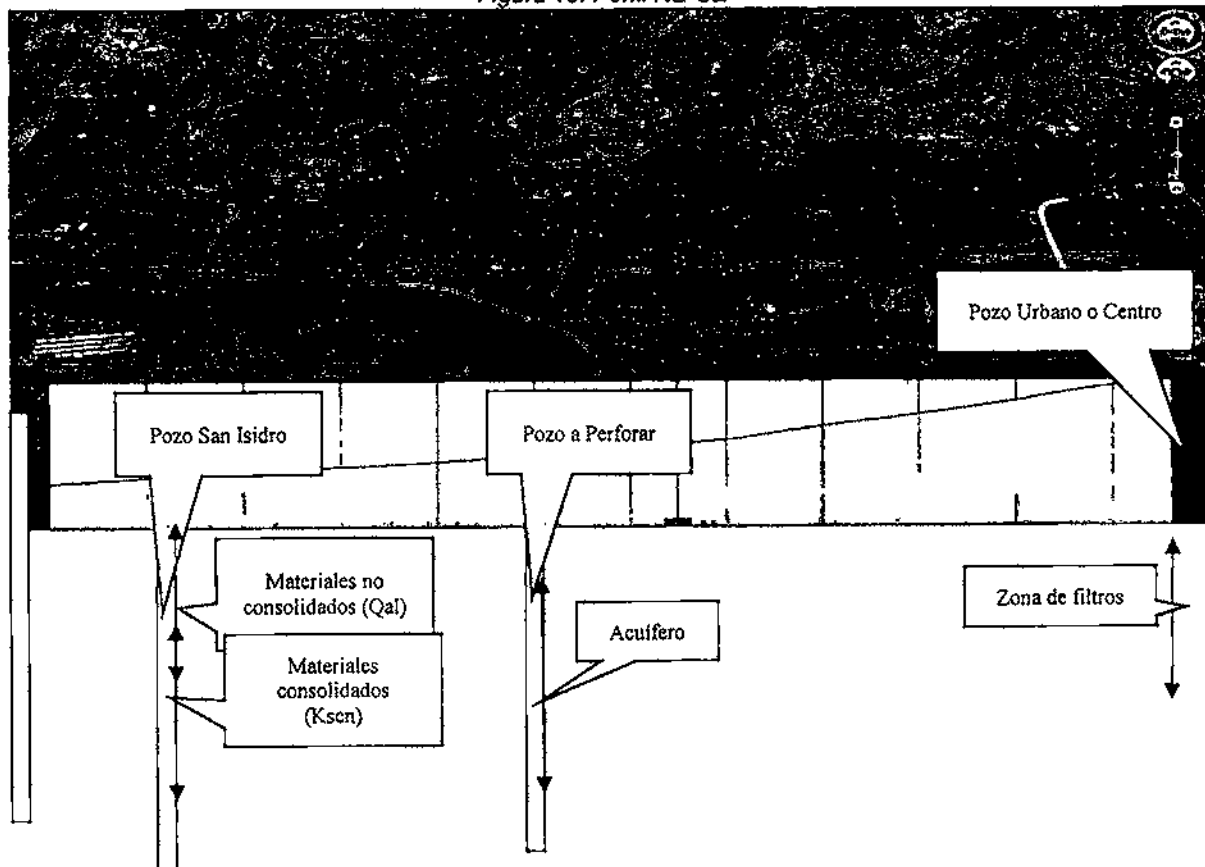 Pozo Urbano o Centro
Pozo San Isidro
Pozo a Perforar
Materiales no
consolidados (Qal)
Zona de filtros
Acuífero
Materiales
consolidados
(Ksen)